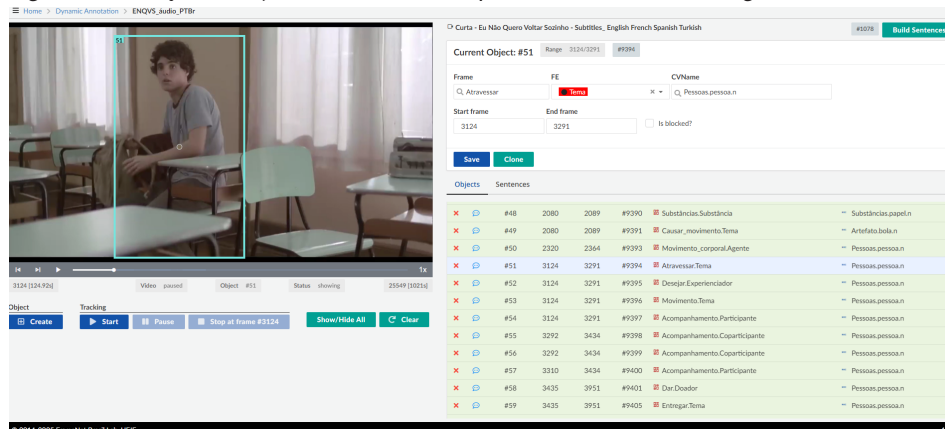 Home > Dynamic Annotation > ENQVS_áudio_PTBr
51
1x
3124 [124.92s] Video paused Object #51 Status showing 25549 [1021s]
Object Tracking
Create Start Pause Stop at frame #3124 Show/Hide All Clear
Curta - Eu Não Quero Voltar Sozinho - Subtitles_ English French Spanish Turkish #1078 Build Sentences
Current Object: #51 Range 3124/3291 #9394
Frame FE CVName
Atravessar Tema Pessoas.pessoa.n
Start frame End frame
3124 3291 Is blocked?
Save Clone
Objects Sentences
#48 2080 2089 #9390 Substâncias.Substância Substâncias.papel.n
#49 2080 2089 #9391 Causar_movimento.Tema Artefato.bola.n
#50 2320 2364 #9393 Movimento_corporal.Agente Pessoas.pessoa.n
#51 3124 3291 #9394 Atravessar.Tema Pessoas.pessoa.n
#52 3124 3291 #9395 Desejar.Experienciador Pessoas.pessoa.n
#53 3124 3291 #9396 Movimento.Tema Pessoas.pessoa.n
#54 3124 3291 #9397 Acompanhamento.Participante Pessoas.pessoa.n
#55 3292 3434 #9398 Acompanhamento.Coparticipante Pessoas.pessoa.n
#56 3292 3434 #9399 Acompanhamento.Coparticipante Pessoas.pessoa.n
#57 3310 3434 #9400 Acompanhamento.Participante Pessoas.pessoa.n
#58 3435 3951 #9401 Dar.Doador Pessoas.pessoa.n
#59 3435 3951 #9405 Entregar.Tema Pessoas.pessoa.n